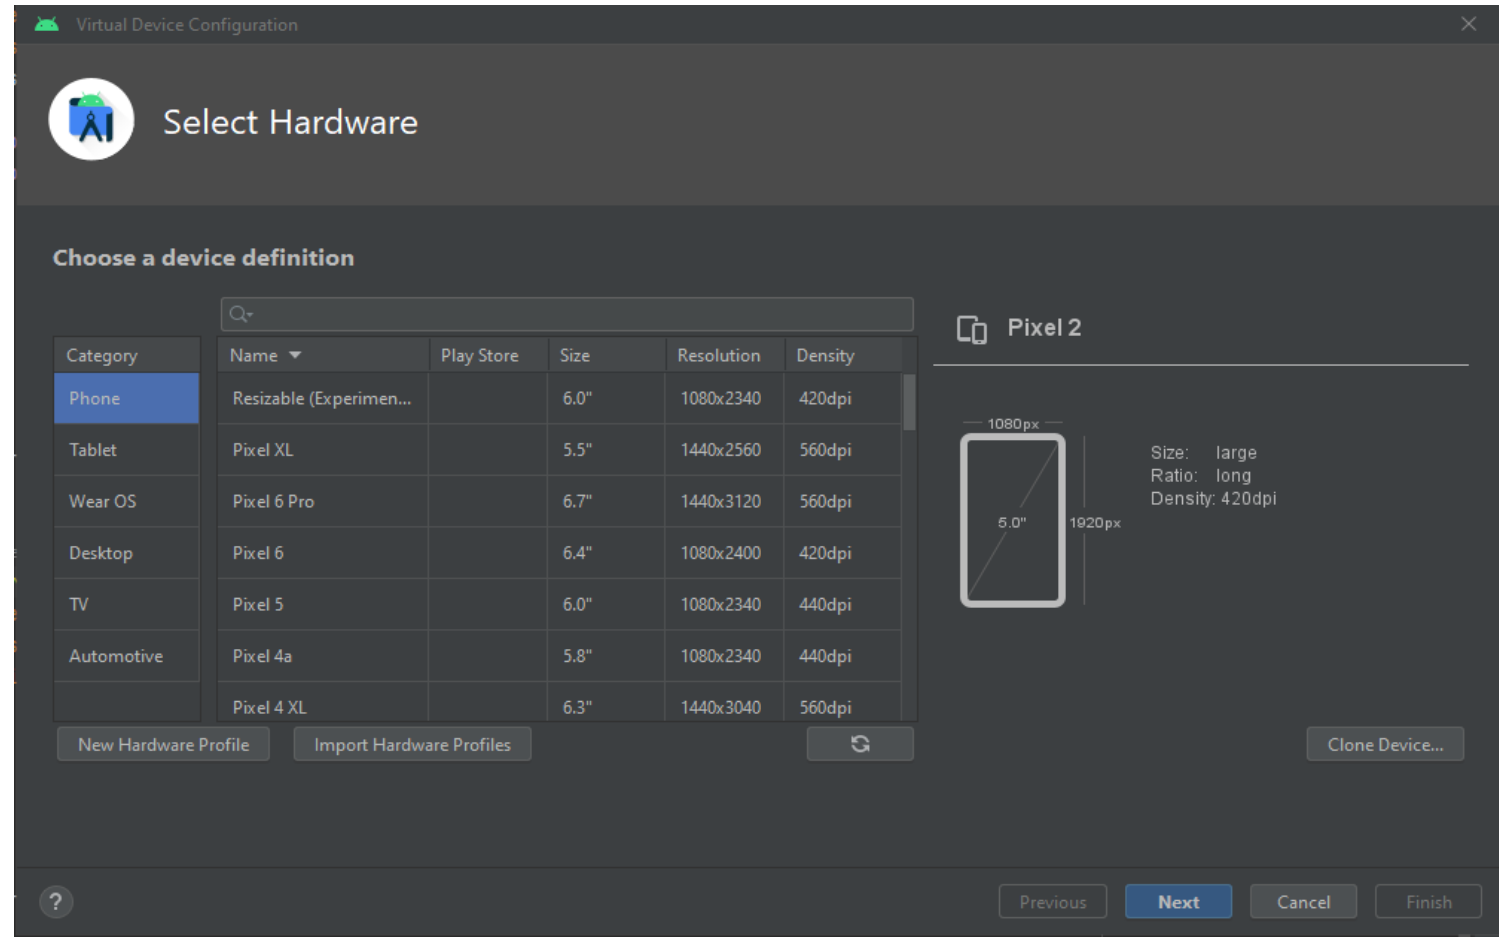 Virtual Device Configuration
Select Hardware
Choose a device definition
Category
Phone
Tablet
Wear OS
Desktop
TV
Automotive
Name Play Store Size Resolution Density
Resizable (Experimen... 6.0" 1080x2340 420dpi
Pixel XL 5.5" 1440x2560 560dpi
Pixel 6 Pro 6.7" 1440x3120 560dpi
Pixel 6 6.4" 1080x2400 420dpi
Pixel 5 6.0" 1080x2340 440dpi
Pixel 4a 5.8" 1080x2340 440dpi
Pixel 4 XL 6.3" 1440x3040 560dpi
New Hardware Profile Import Hardware Profiles
Pixel 2
1080px
5.0"
1920px
Size: large
Ratio: long
Density: 420dpi
Clone Device...
? Previous Next Cancel Finish